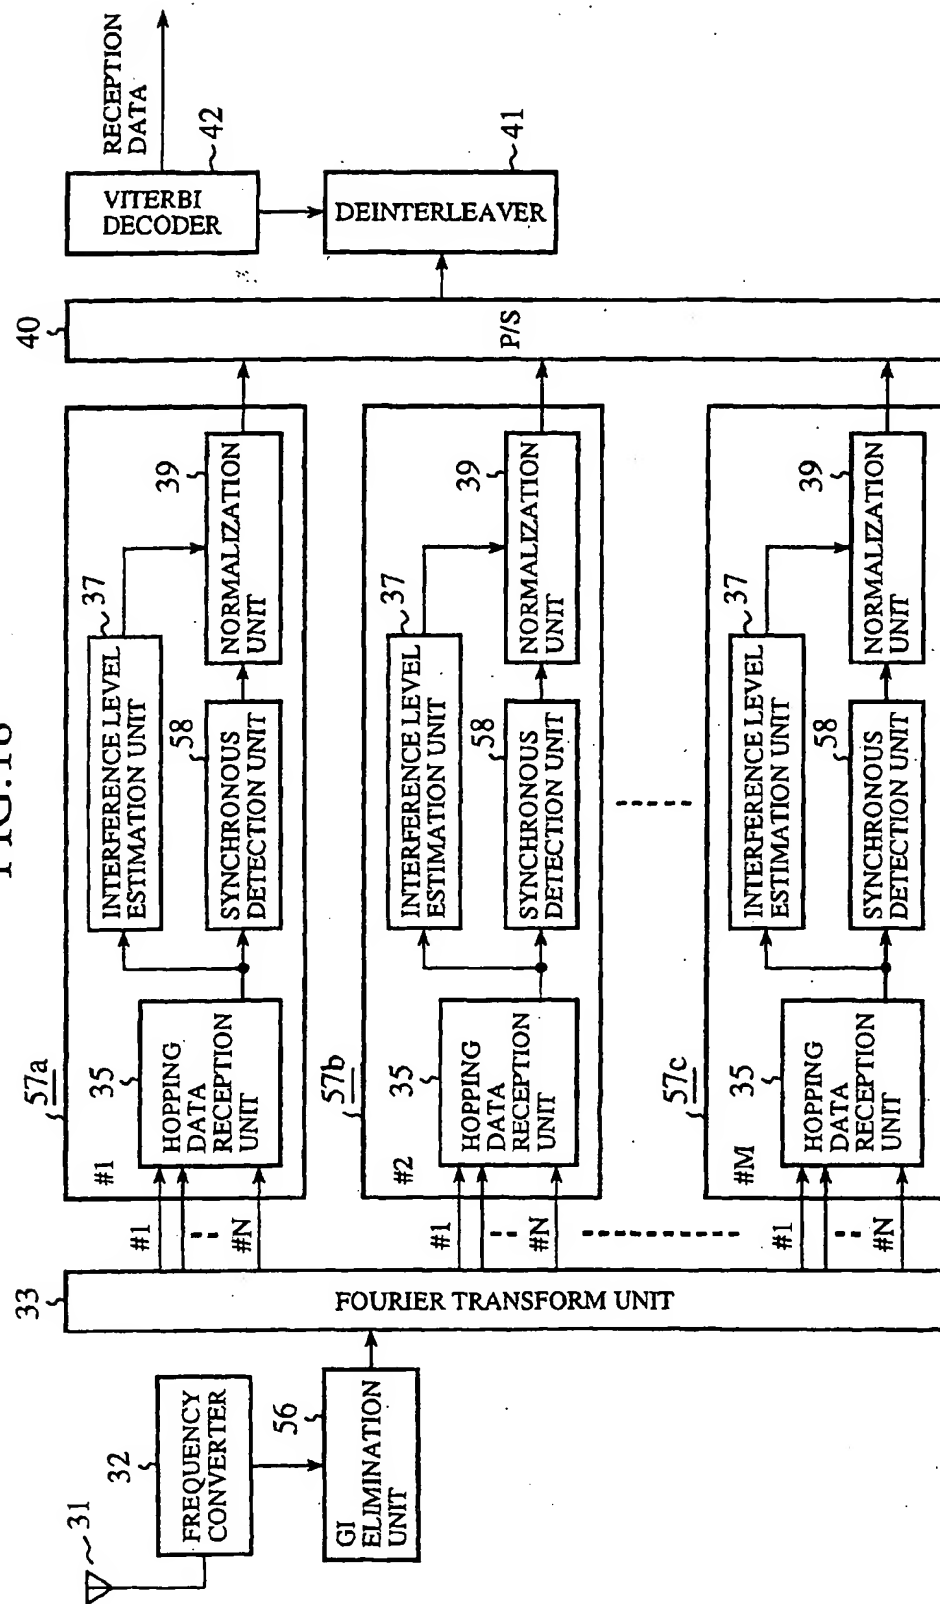 FIG.
31
32
FREQUENCY
CONVERTER
56
GI
ELIMINATION
UNIT
33
FOURIER TRANSFORM UNIT
#1
#N
57a
#1
35
HOPPING
DATA
RECEPTION
UNIT
37
INTERFERENCE LEVEL
ESTIMATION UNIT
58
SYNCHRONOUS
DETECTION UNIT
39
NORMALIZATION
UNIT
#1
#N
57b
#2
35
HOPPING
DATA
RECEPTION
UNIT
37
INTERFERENCE LEVEL
ESTIMATION UNIT
58
SYNCHRONOUS
DETECTION UNIT
39
NORMALIZATION
UNIT
#1
#N
57c
#M
35
HOPPING
DATA
RECEPTION
UNIT
37
INTERFERENCE LEVEL
ESTIMATION UNIT
58
SYNCHRONOUS
DETECTION UNIT
39
NORMALIZATION
UNIT
40
P/S
41
DEINTERLEAVER
42
VITERBI
DECODER
RECEPTION
DATA